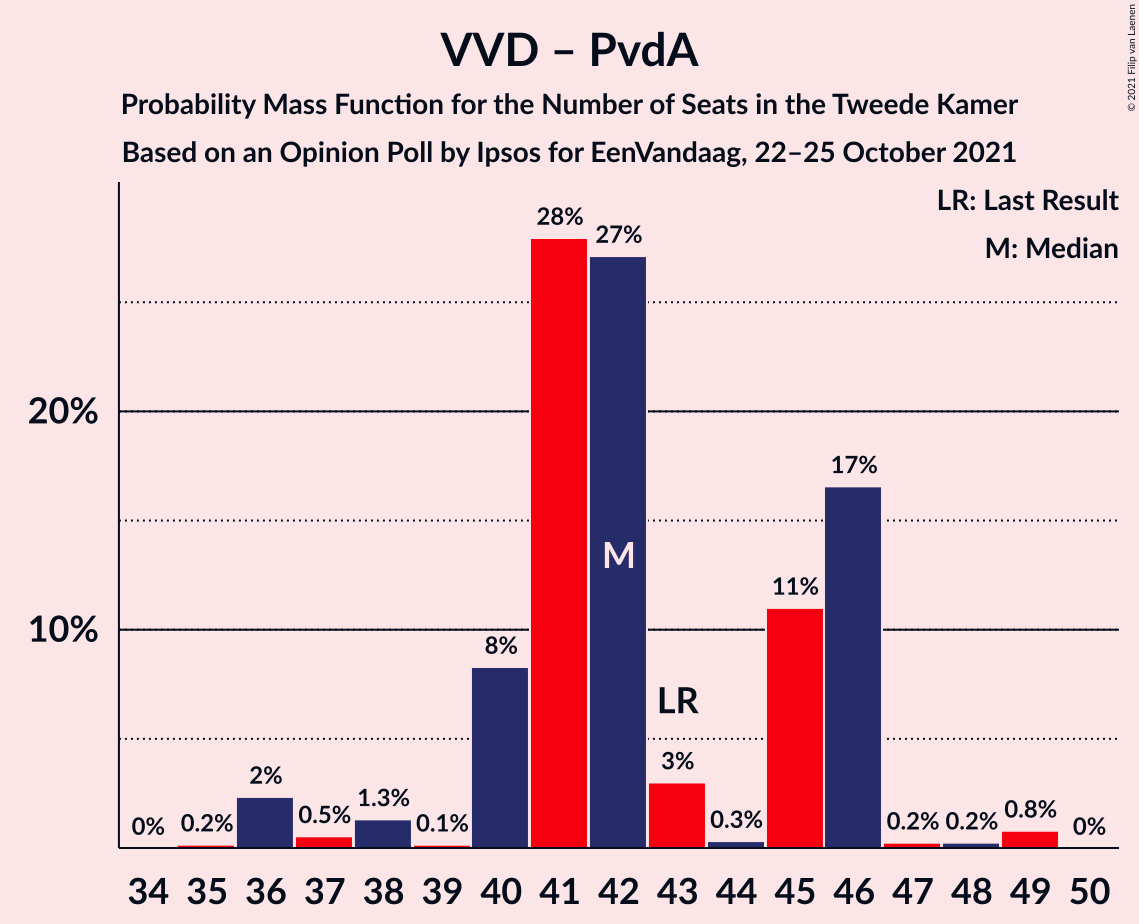 VVD – PvdA
Probability Mass Function for the Number of Seats in the Tweede Kamer
Based on an Opinion Poll by Ipsos for EenVandaag, 22–25 October 2021
© 2021 Filip van Laenen
LR: Last Result
M: Median
28%
27%
20%
17%
M
11%
10%
8%
LR
3%
2%
1.3%
0.8%
0% 0.2% 0.5% 0.1% 0.3% 0.2% 0.2% 0%
34 35 36 37 38 39 40 41 42 43 44 45 46 47 48 49 50